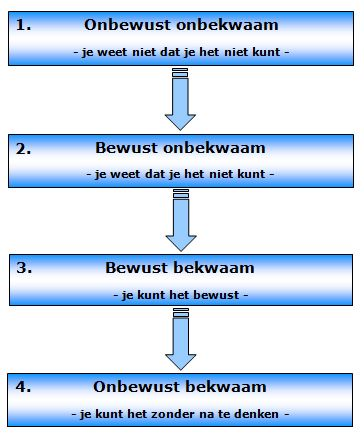 1. Onbewust onbekwaam
- je weet niet dat je het niet kunt -
2. Bewust onbekwaam
- je weet dat je het niet kunt -
3. Bewust bekwaam
- je kunt het bewust -
4. Onbewust bekwaam
- je kunt het zonder na te denken -